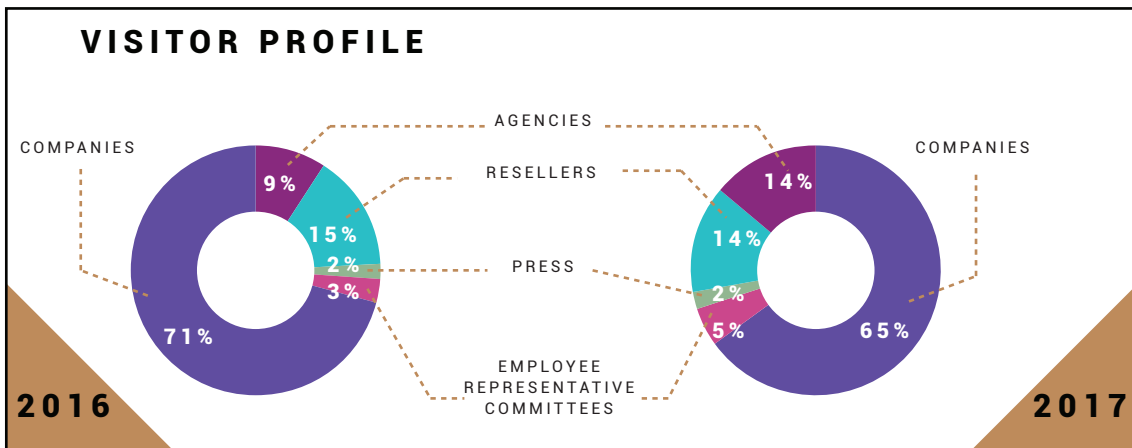 VISITOR PROFILE
AGENCIES
COMPANIES
COMPANIES
RESELLERS
9%
14%
15%
14%
PRESS
2%
2%
3%
5%
71%
65%
EMPLOYEE
REPRESENTATIVE
COMMITTEES
2016
2017